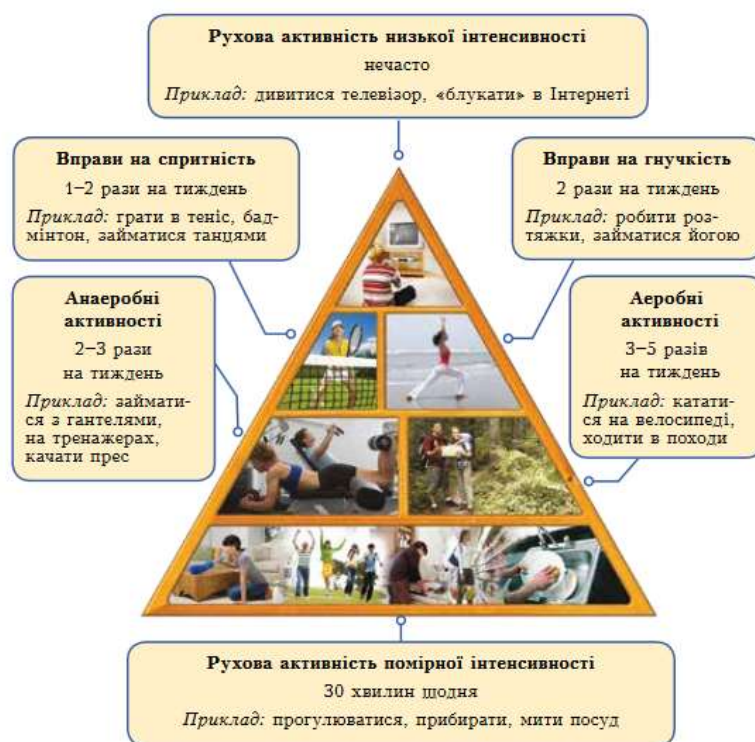 Рухова активність низької інтенсивності
нечасто
Приклад: дивитися телевізор, «блукати» в Інтернеті
Вправи на спритність
1–2 рази на тиждень
Приклад: грати в теніс, бад-
мінтон, займатися танцями
Вправи на гнучкість
2 рази на тиждень
Приклад: робити роз-
тяжки, займатися йогою
Анаеробні
активності
2–3 рази
на тиждень
Приклад: займати-
ся з гантелями,
на тренажерах,
качати прес
Аеробні
активності
3–5 разів
на тиждень
Приклад: катати-
ся на велосипеді,
ходити в походи
Рухова активність помірної інтенсивності
30 хвилин щодня
Приклад: прогулюватися, прибирати, мити посуд